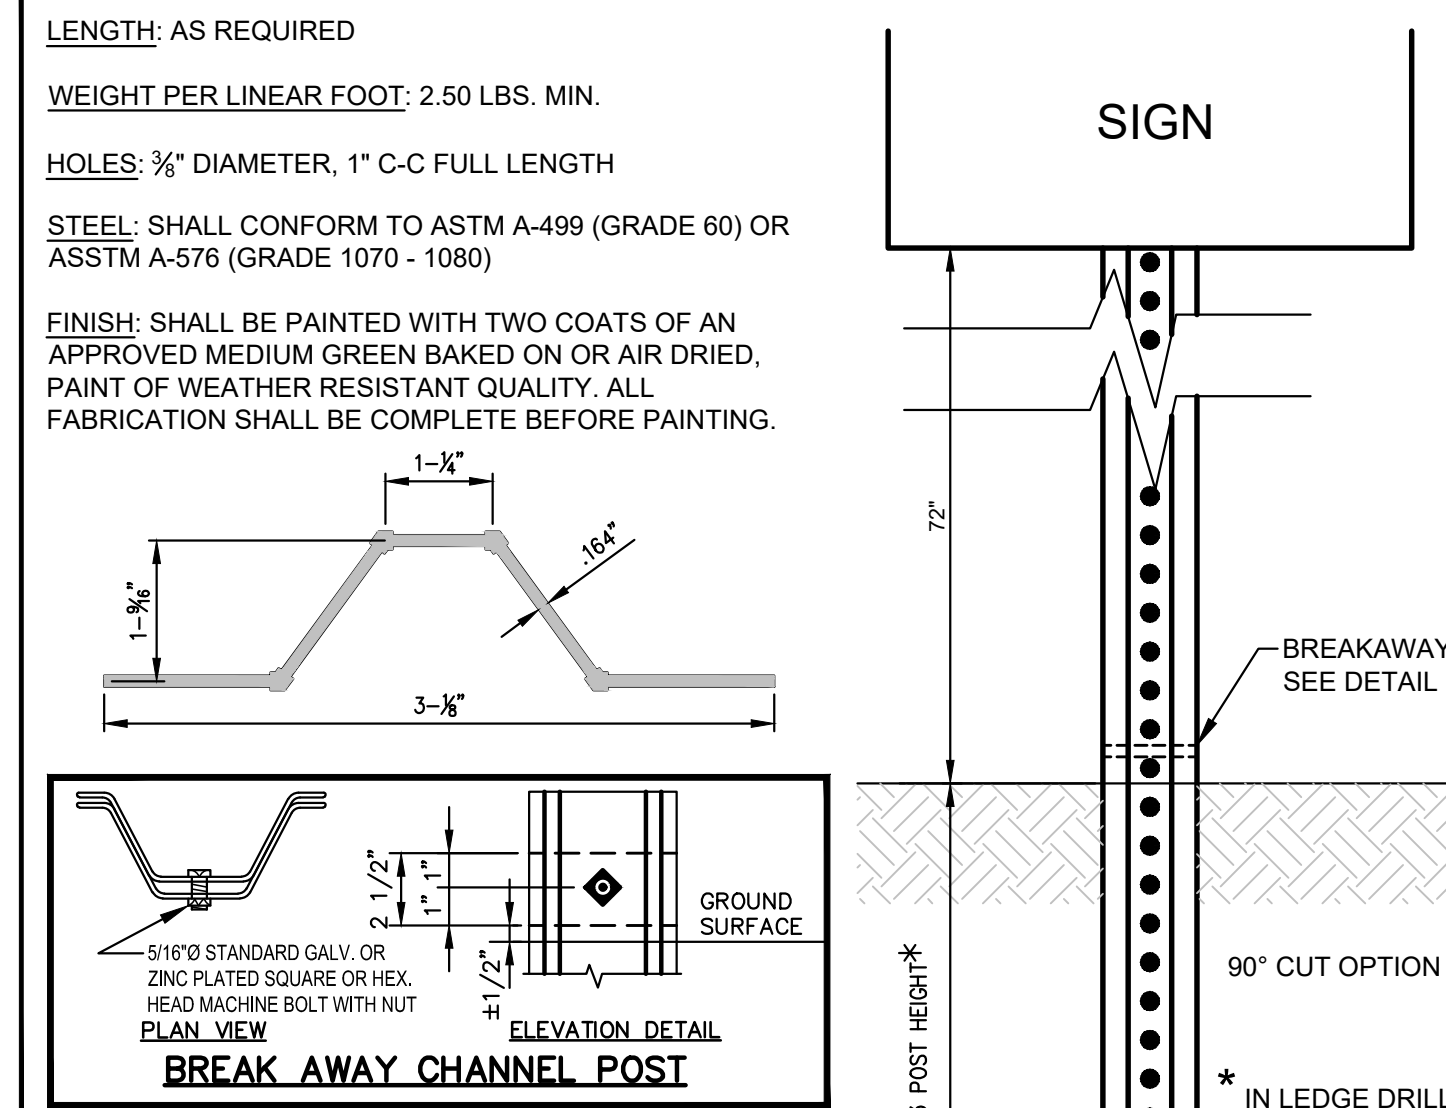 LENGTH: AS REQUIRED
WEIGHT PER LINEAR FOOT: 2.50 LBS. MIN.
HOLES: ⅜" DIAMETER, 1" C-C FULL LENGTH
STEEL: SHALL CONFORM TO ASTM A-499 (GRADE 60) OR
ASSTM A-576 (GRADE 1070 - 1080)
FINISH: SHALL BE PAINTED WITH TWO COATS OF AN
APPROVED MEDIUM GREEN BAKED ON OR AIR DRIED,
PAINT OF WEATHER RESISTANT QUALITY. ALL
FABRICATION SHALL BE COMPLETE BEFORE PAINTING.
1-¼"
.164"
1-9/16"
3-⅛"
5/16"Ø STANDARD GALV. OR
ZINC PLATED SQUARE OR HEX.
HEAD MACHINE BOLT WITH NUT
PLAN VIEW
2 1/2"
1" 1"
±1/2"
GROUND
SURFACE
ELEVATION DETAIL
BREAK AWAY CHANNEL POST
SIGN
72"
BREAKAWAY
SEE DETAIL
90° CUT OPTION
POST HEIGHT*
* IN LEDGE DRILL